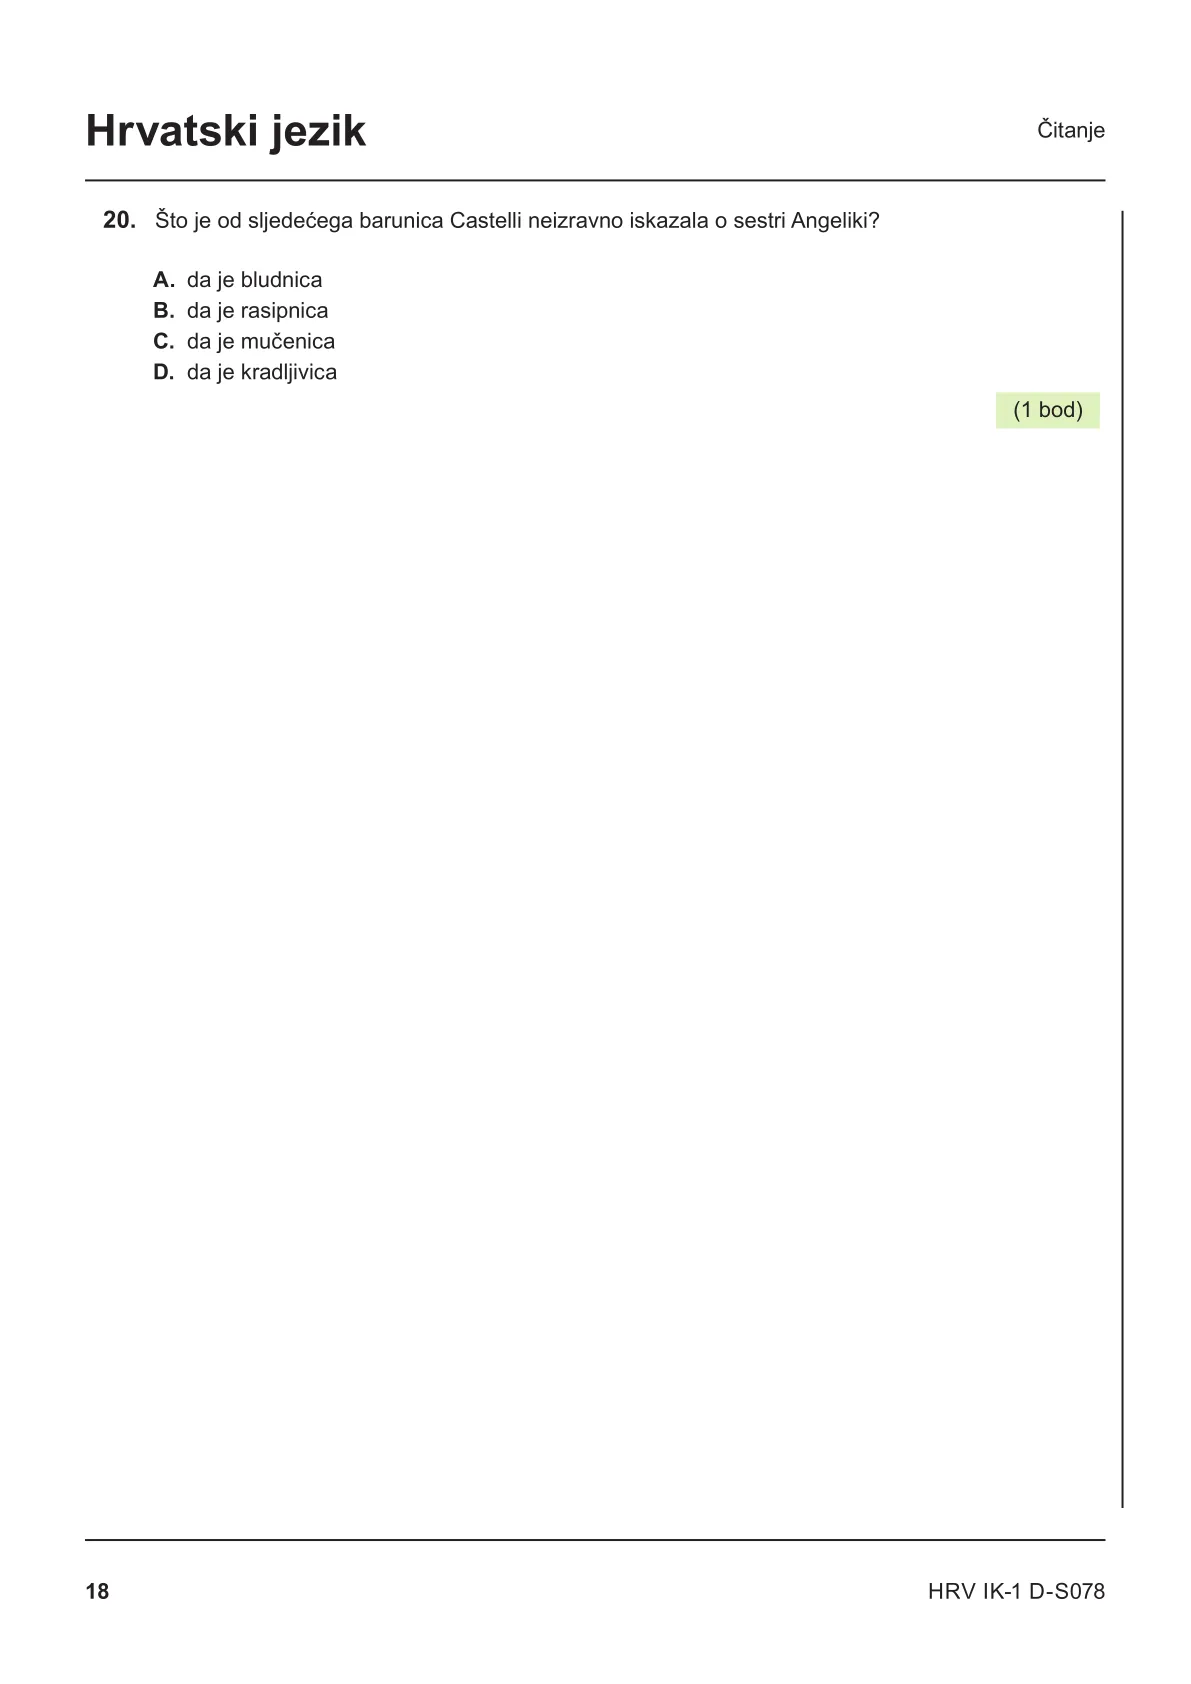 Hrvatski jezik
Čitanje
20. Što je od sljedećega barunica Castelli neizravno iskazala o sestri Angeliki?
A. da je bludnica
B. da je rasipnica
C. da je mučenica
D. da je kradljivica
(1 bod)
18
HRV IK-1 D-S078